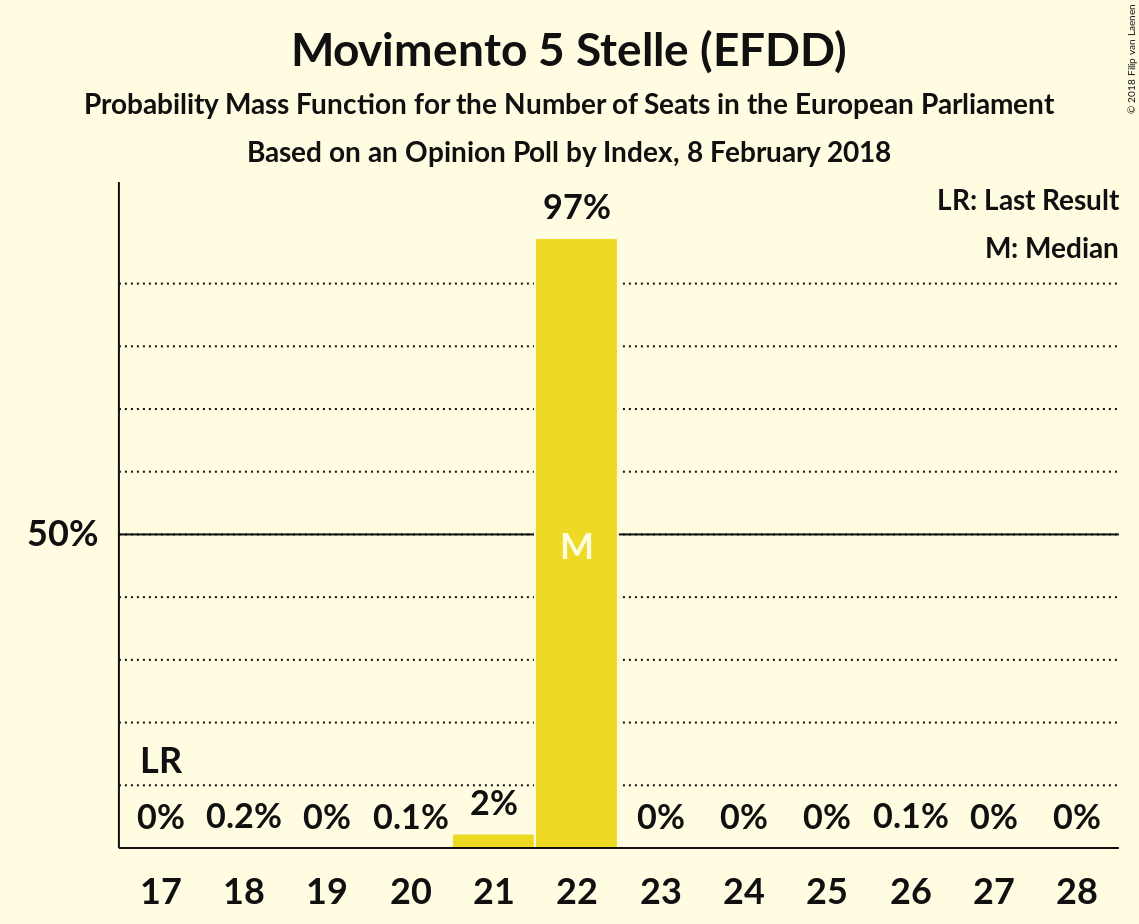 Movimento 5 Stelle (EFDD)
Probability Mass Function for the Number of Seats in the European Parliament
Based on an Opinion Poll by Index, 8 February 2018
© 2018 Filip van Laenen
LR: Last Result
M: Median
97%
50%
M
LR
0% 0.2% 0% 0.1% 2% 0% 0% 0% 0.1% 0% 0%
17 18 19 20 21 22 23 24 25 26 27 28